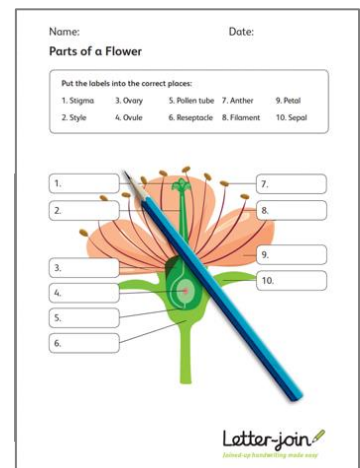 Name: Date:
Parts of a Flower
Put the labels into the correct places:
1. Stigma 3. Ovary 5. Pollen tube 7. Anther 9. Petal
2. Style 4. Ovule 6. Reseptacle 8. Filament 10. Sepal
1. 7.
2. 8.
9.
3. 10.
4.
5.
6.
Letter-join
Joined-up handwriting made easy